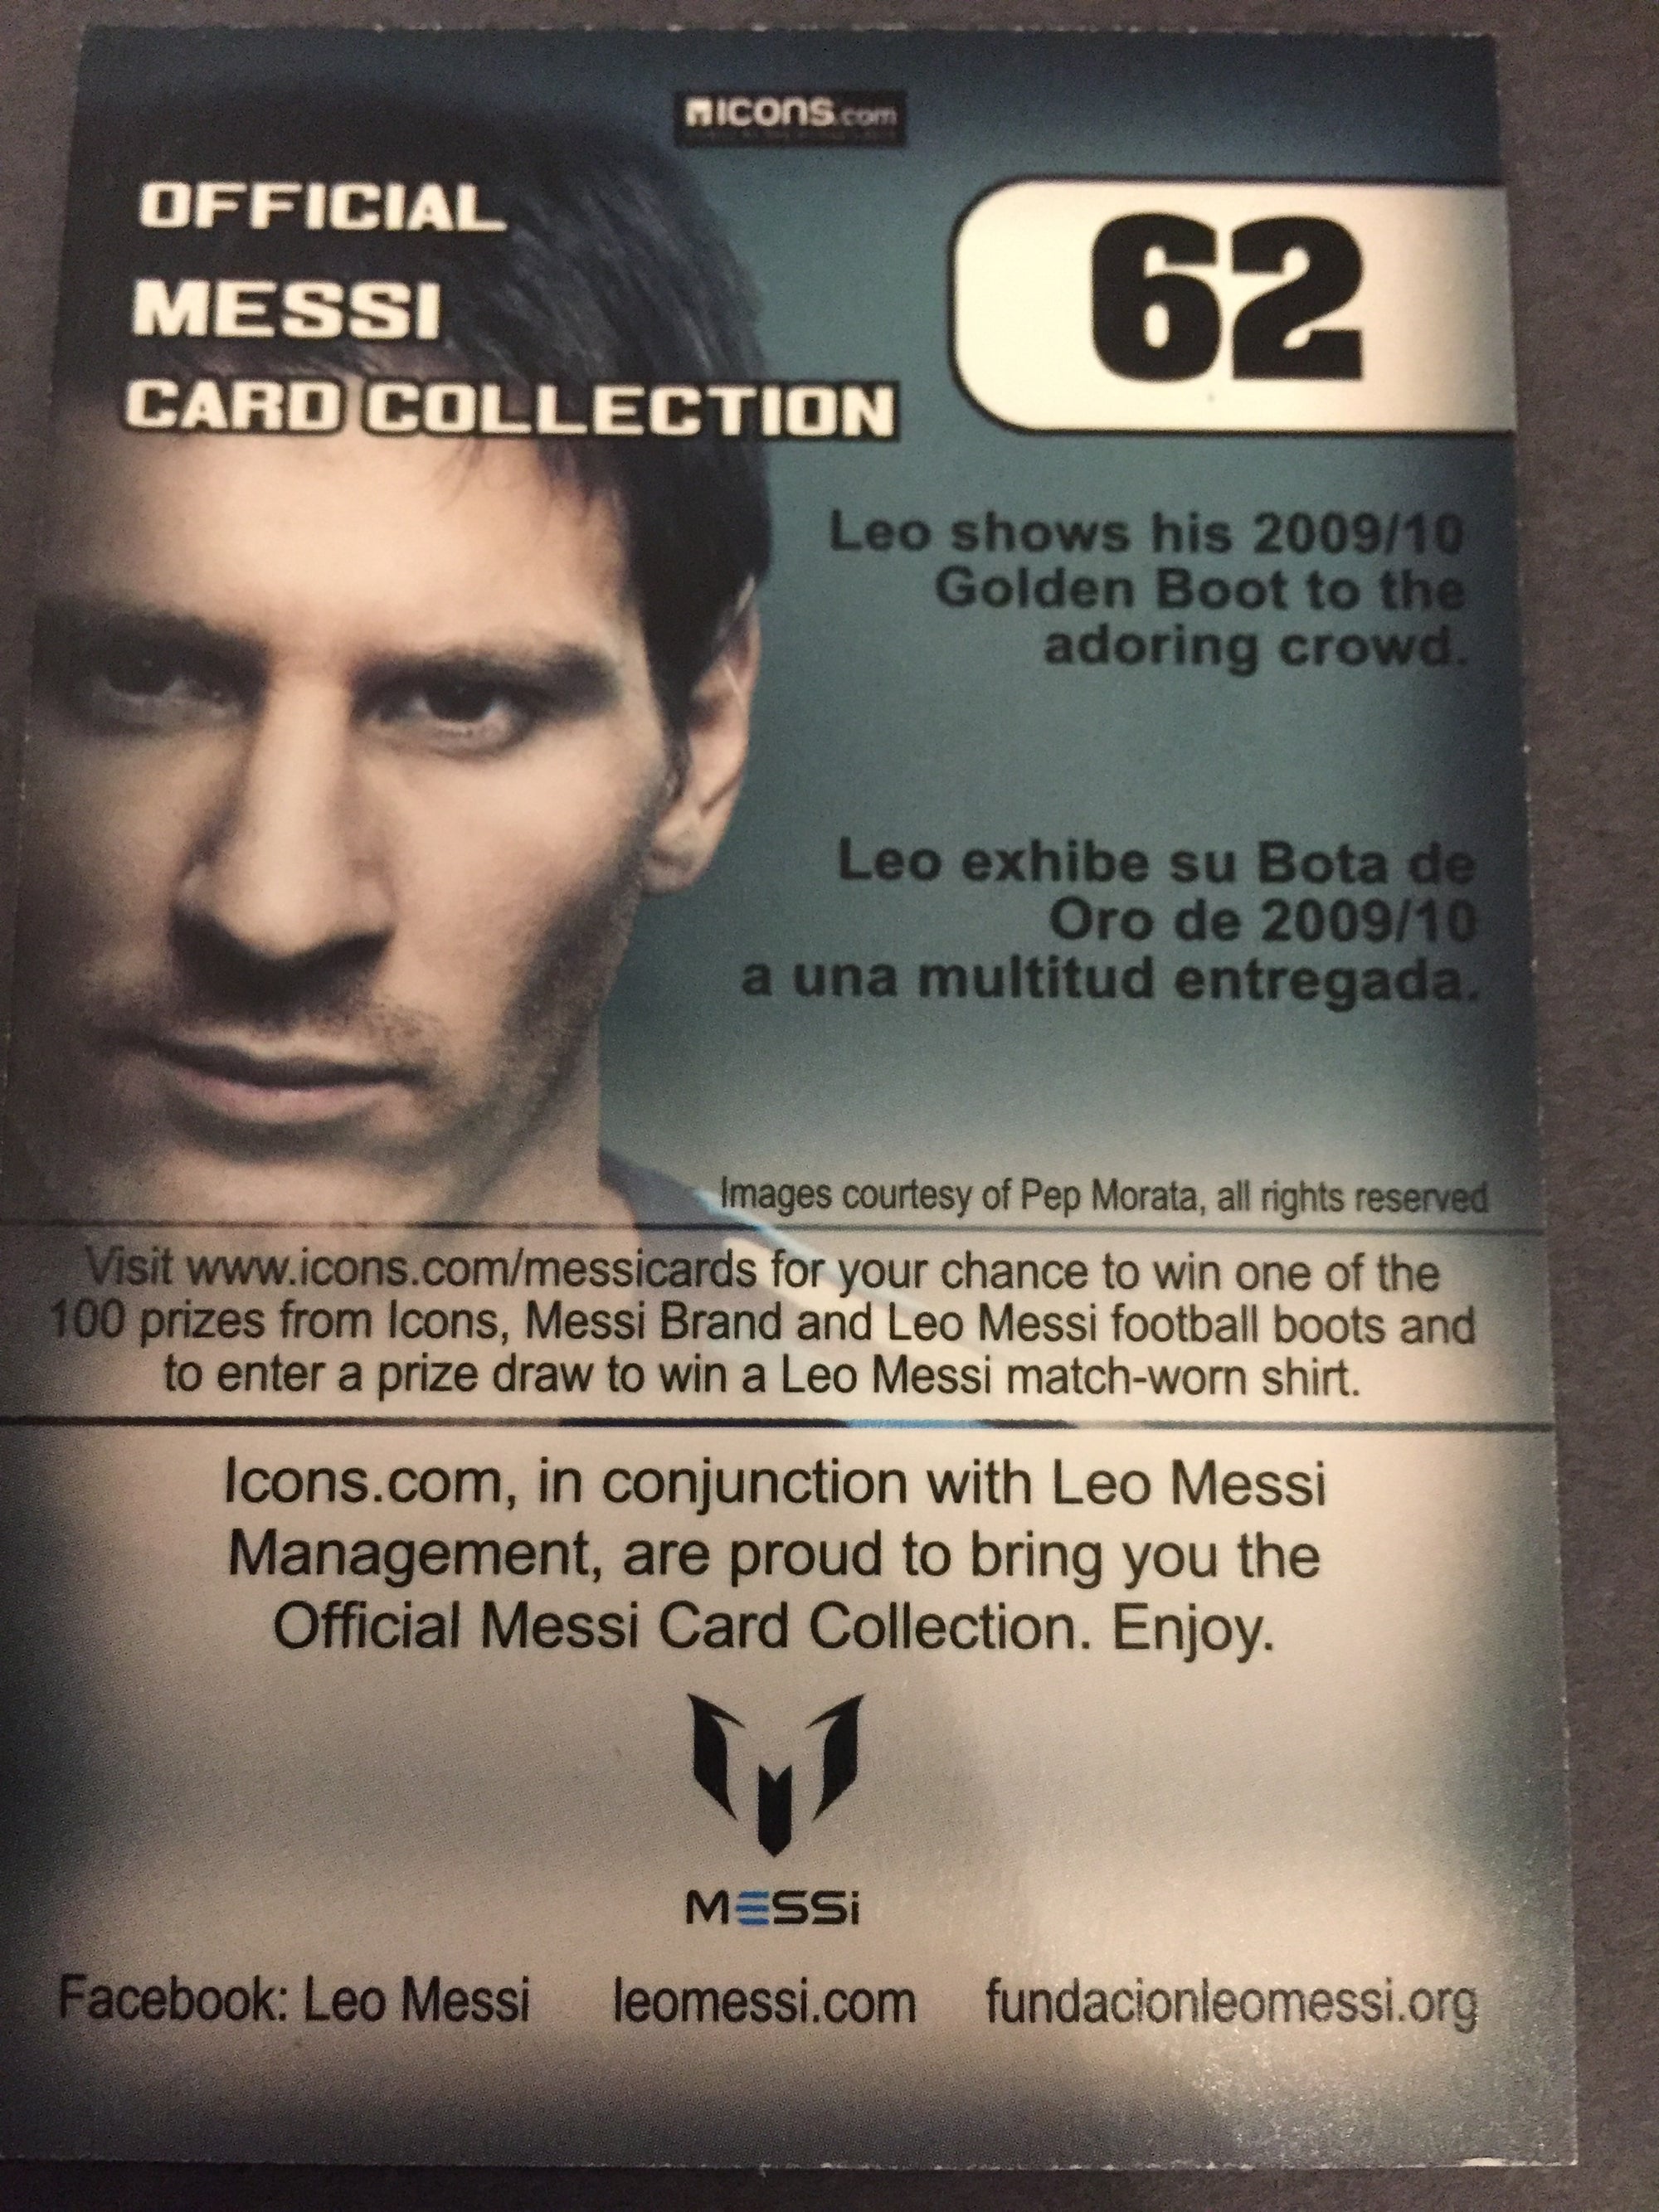 ICONS.com
OFFICIAL
MESSI
CARD COLLECTION
62
Leo shows his 2009/10
Golden Boot to the
adoring crowd.
Leo exhibe su Bota de
Oro de 2009/10
a una multitud entregada.
Images courtesy of Pep Morata, all rights reserved
Visit www.icons.com/messicards for your chance to win one of the
100 prizes from Icons, Messi Brand and Leo Messi football boots and
to enter a prize draw to win a Leo Messi match-worn shirt.
Icons.com, in conjunction with Leo Messi
Management, are proud to bring you the
Official Messi Card Collection. Enjoy.
MESSi
Facebook: Leo Messi leomessi.com fundacionleomessi.org